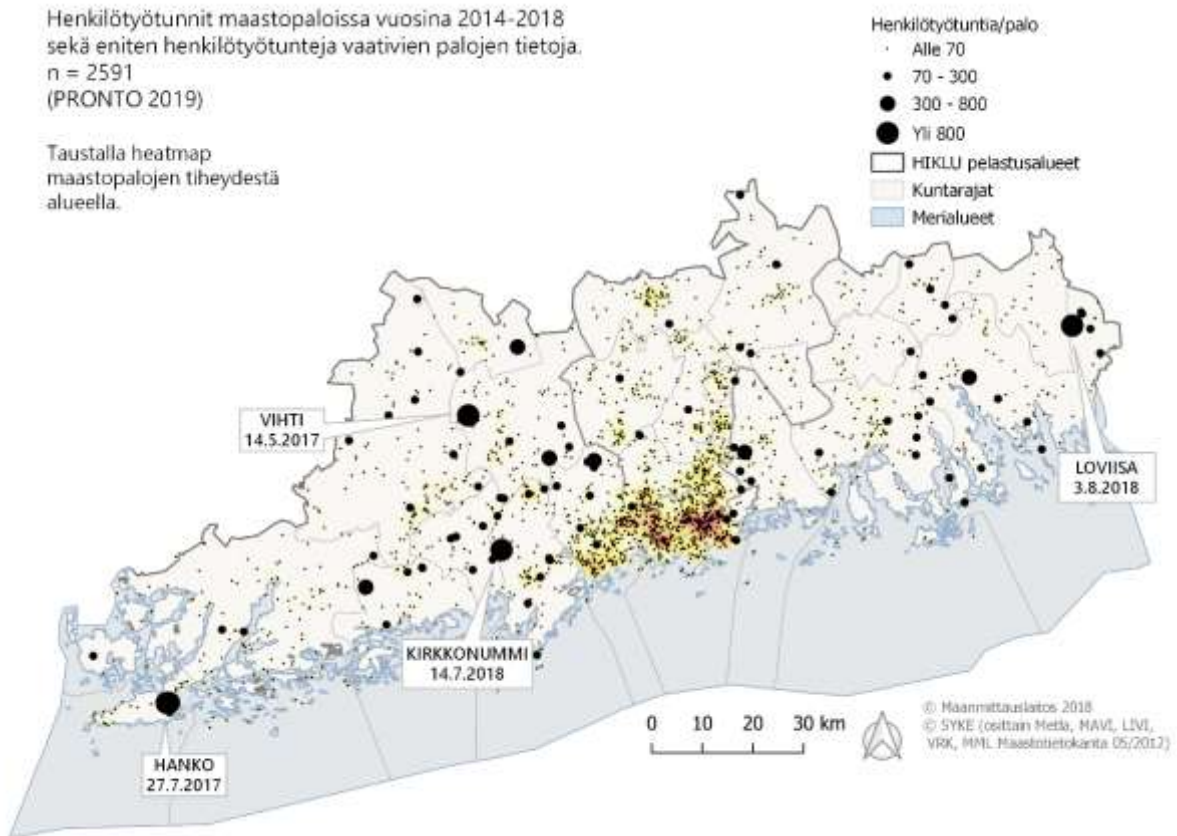 Henkilötyötunnit maastopaloissa vuosina 2014-2018
sekä eniten henkilötyötunteja vaativien palojen tietoja.
n = 2591
(PRONTO 2019)
Taustalla heatmap
maastopalojen tiheydestä
alueella.
Henkilötyötuntia/palo
Alle 70
70 - 300
300 - 800
Yli 800
HIKLU pelastusalueet
Kuntarajat
Merialueet
VIHTI
14.5.2017
LOVIISA
3.8.2018
KIRKKONUMMI
14.7.2018
HANKO
27.7.2017
0 10 20 30 km
© Maanmittauslaitos 2018
© SYKE (osittain Metla, MAVI, LIVI,
VRK, MML Maastotietokanta 05/2012)